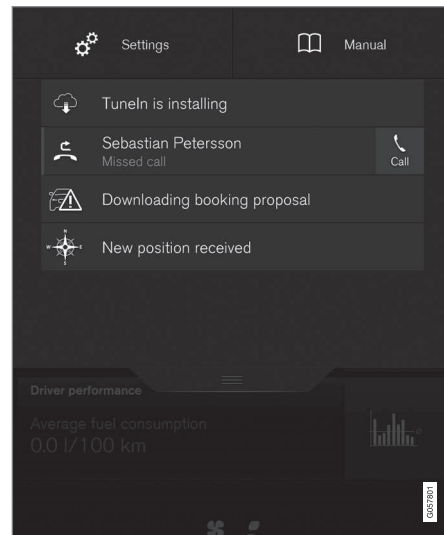 Settings
Manual
TuneIn is installing
Sebastian Petersson
Missed call
Call
Downloading booking proposal
N
W E
S
New position received
Driver performance
Average fuel consumption
0.0 l/100 km
G057801